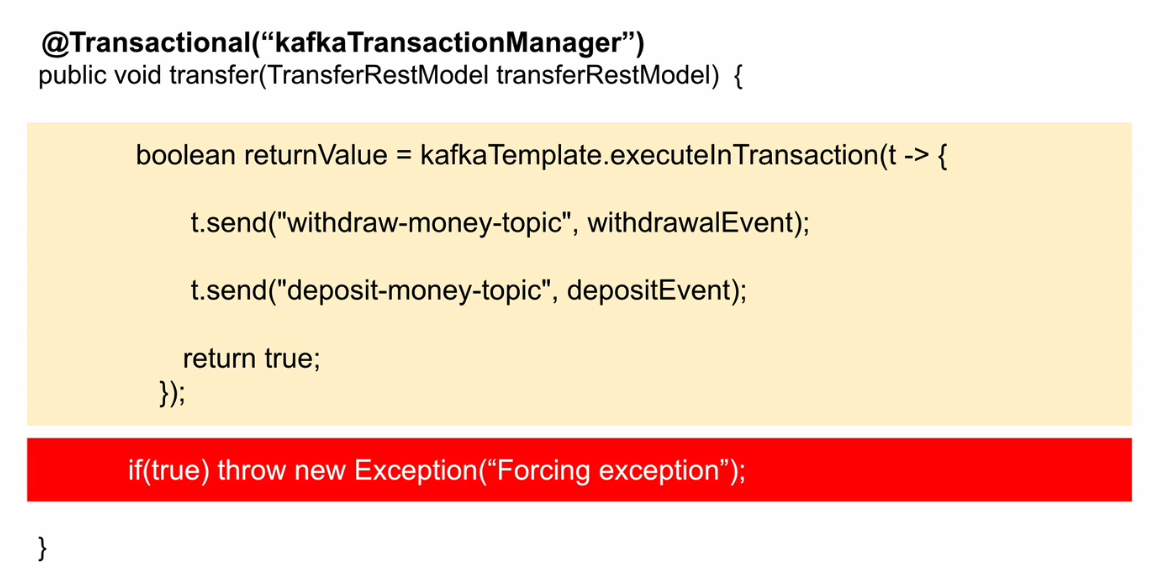 @Transactional(“kafkaTransactionManager”)
public void transfer(TransferRestModel transferRestModel) {
boolean returnValue = kafkaTemplate.executeInTransaction(t -> {
t.send("withdraw-money-topic", withdrawalEvent);
t.send("deposit-money-topic", depositEvent);
return true;
});
if(true) throw new Exception(“Forcing exception”);
}